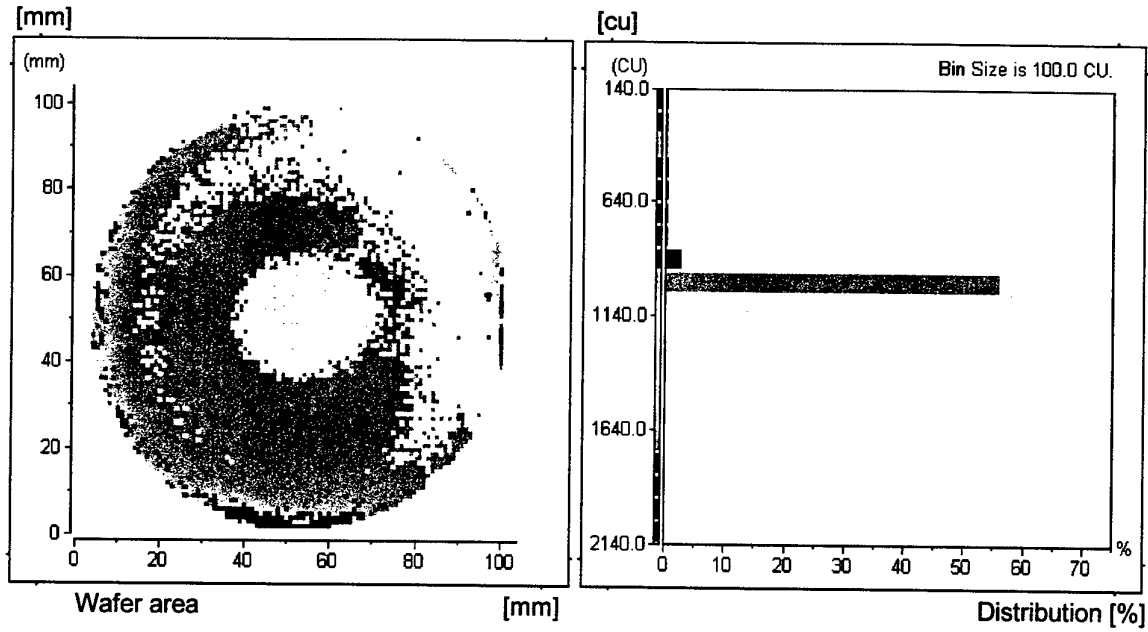 [mm]
(mm)
100
80
60
40
20
0
0 20 40 60 80 100
Wafer area [mm]
[cu]
(CU)
Bin Size is 100.0 CU.
140.0
640.0
1140.0
1640.0
2140.0
0 10 20 30 40 50 60 70 %
Distribution [%]